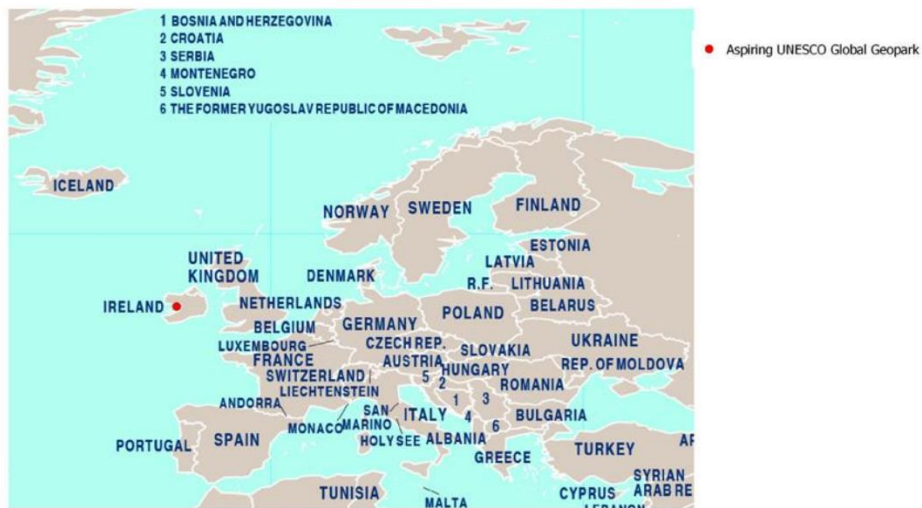 1 BOSNIA AND HERZEGOVINA
2 CROATIA
3 SERBIA
4 MONTENEGRO
5 SLOVENIA
6 THE FORMER YUGOSLAV REPUBLIC OF MACEDONIA
Aspiring UNESCO Global Geopark
ICELAND
NORWAY
SWEDEN
FINLAND
ESTONIA
UNITED
KINGDOM
LATVIA
DENMARK
R.F.
LITHUANIA
IRELAND
NETHERLANDS
BELARUS
POLAND
BELGIUM
GERMANY
LUXEMBOURG
CZECH REP.
UKRAINE
SLOVAKIA
FRANCE
AUSTRIA
HUNGARY
REP. OF MOLDOVA
SWITZERLAND
5
2
ROMANIA
LIECHTENSTEIN
ANDORRA
1
3
SAN
MARINO
ITALY
4
BULGARIA
MONACO
6
PORTUGAL
SPAIN
HOLY SEE
ALBANIA
GREECE
TURKEY
AR
SYRIAN
ARAB RE
TUNISIA
CYPRUS
MALTA
LEBANON